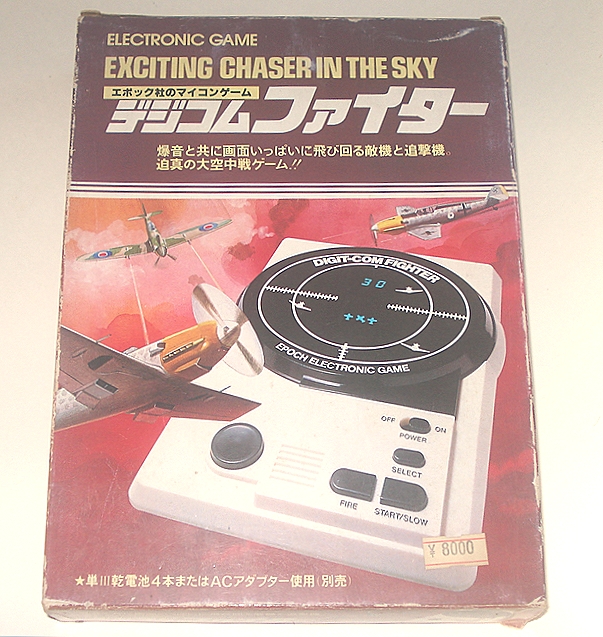 ELECTRONIC GAME
EXCITING CHASER IN THE SKY
エポック社のマイコンゲーム
デジコムファイター
爆音と共に画面いっぱいに飛び回る敵機と追撃機。
迫真の大空中戦ゲーム!!
DIGIT-COM FIGHTER
30
EPOCH ELECTRONIC GAME
OFF ON
POWER
SELECT
FIRE START/SLOW
¥8000
★単III乾電池4本またはACアダプター使用(別売)